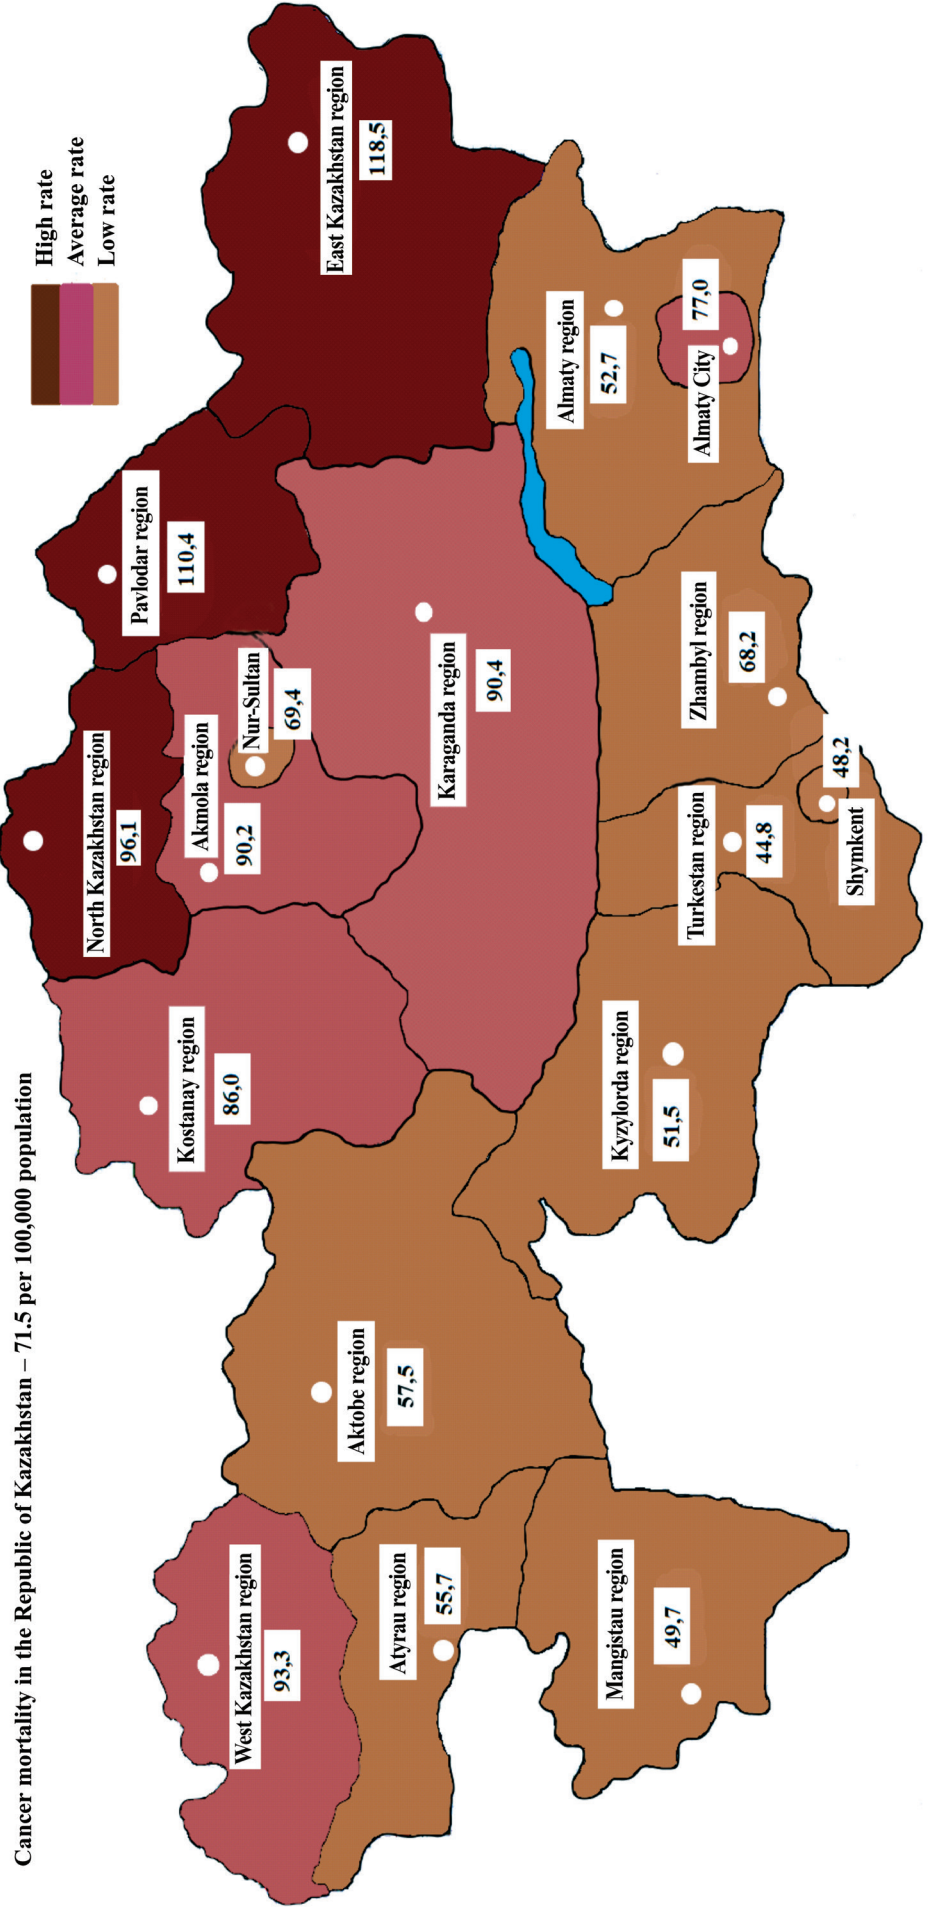 Cancer mortality in the Republic of Kazakhstan – 71.5 per 100,000 population
High rate
Average rate
Low rate
North Kazakhstan region
96,1
Pavlodar region
110,4
Kostanay region
86,0
Akmola region
90,2
Nur-Sultan
69,4
East Kazakhstan region
118,5
West Kazakhstan region
93,3
Aktobe region
57,5
Atyrau region
55,7
Karaganda region
90,4
Almaty region
52,7
Almaty City
77,0
Mangistau region
49,7
Kyzylorda region
51,5
Turkestan region
44,8
Zhambyl region
68,2
Shymkent
48,2